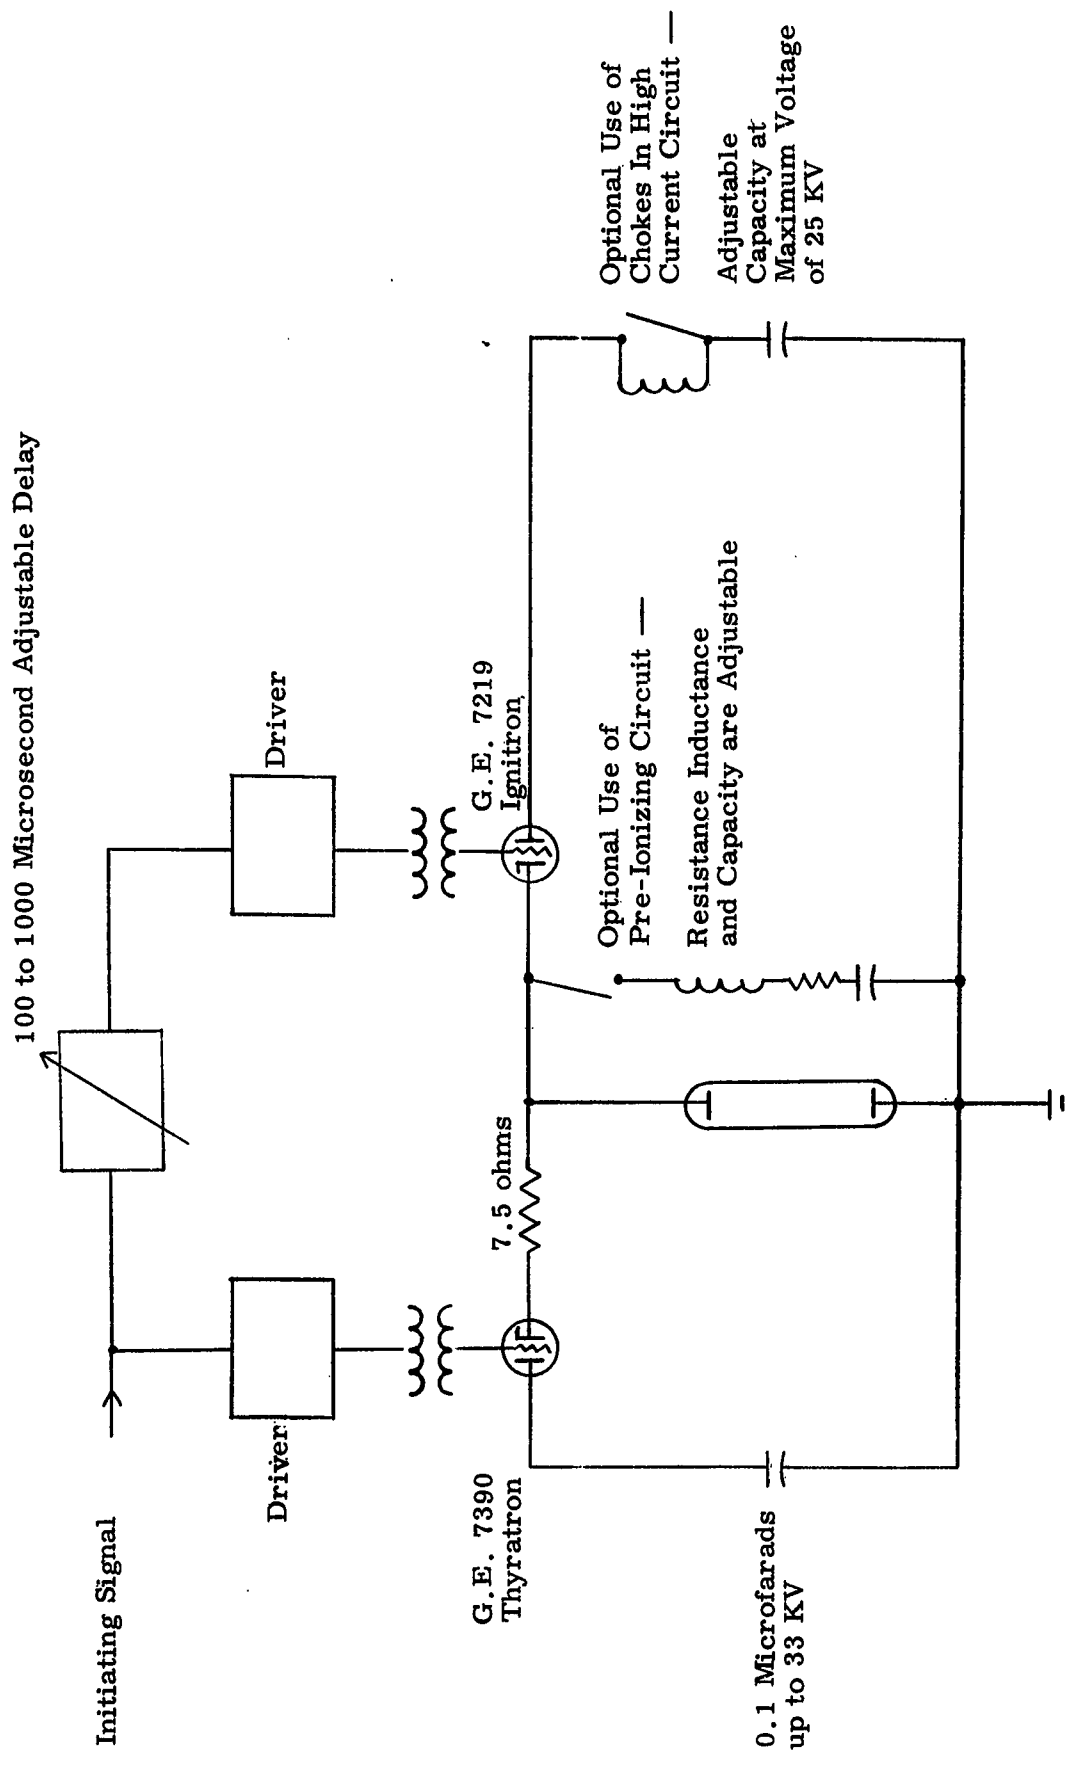 100 to 1000 Microsecond Adjustable Delay
Initiating Signal
Driver
Driver
G.E. 7390
Thyratron
7.5 ohms
G.E. 7219
Ignitron
0.1 Microfarads
up to 33 KV
Optional Use of
Pre-Ionizing Circuit —
Resistance Inductance
and Capacity are Adjustable
Optional Use of
Chokes In High
Current Circuit —
Adjustable
Capacity at
Maximum Voltage
of 25 KV